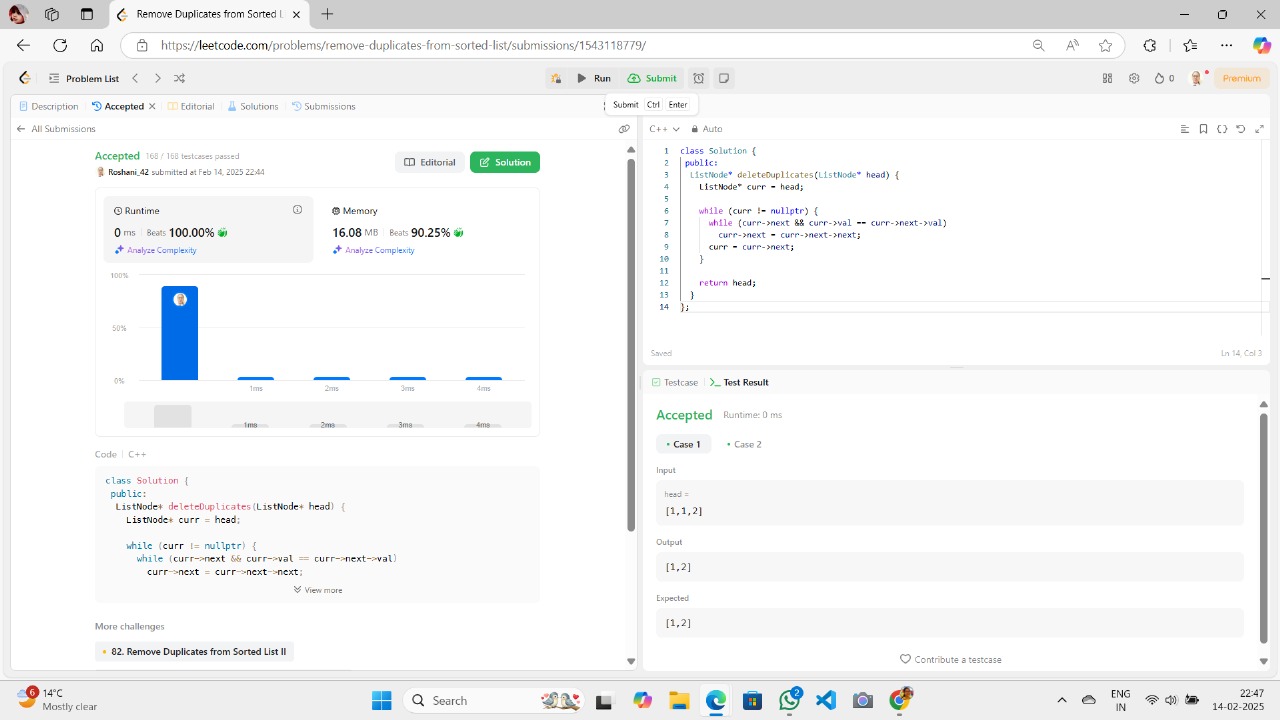 Remove Duplicates from Sorted L
https://leetcode.com/problems/remove-duplicates-from-sorted-list/submissions/1543118779/
Problem List
Run
Submit
0
Premium
Description
Accepted
Editorial
Solutions
Submissions
Submit Ctrl Enter
All Submissions
Accepted 168 / 168 testcases passed
Roshani_42 submitted at Feb 14, 2025 22:44
Editorial
Solution
Runtime
0 ms Beats 100.00%
Analyze Complexity
Memory
16.08 MB Beats 90.25%
Analyze Complexity
100%
50%
0%
1ms 2ms 3ms 4ms
1ms 2ms 3ms 4ms
Code C++
class Solution {
public:
ListNode* deleteDuplicates(ListNode* head) {
ListNode* curr = head;
while (curr != nullptr) {
while (curr->next && curr->val == curr->next->val)
curr->next = curr->next->next;
View more
More challenges
82. Remove Duplicates from Sorted List II
C++ Auto
1 class Solution {
2 public:
3 ListNode* deleteDuplicates(ListNode* head) {
4 ListNode* curr = head;
5
6 while (curr != nullptr) {
7 while (curr->next && curr->val == curr->next->val)
8 curr->next = curr->next->next;
9 curr = curr->next;
10 }
11
12 return head;
13 }
14 };
Saved
Ln 14, Col 3
Testcase
Test Result
Accepted Runtime: 0 ms
Case 1
Case 2
Input
head =
[1,1,2]
Output
[1,2]
Expected
[1,2]
Contribute a testcase
6
14°C
Mostly clear
Search
2
ENG
IN
22:47
14-02-2025